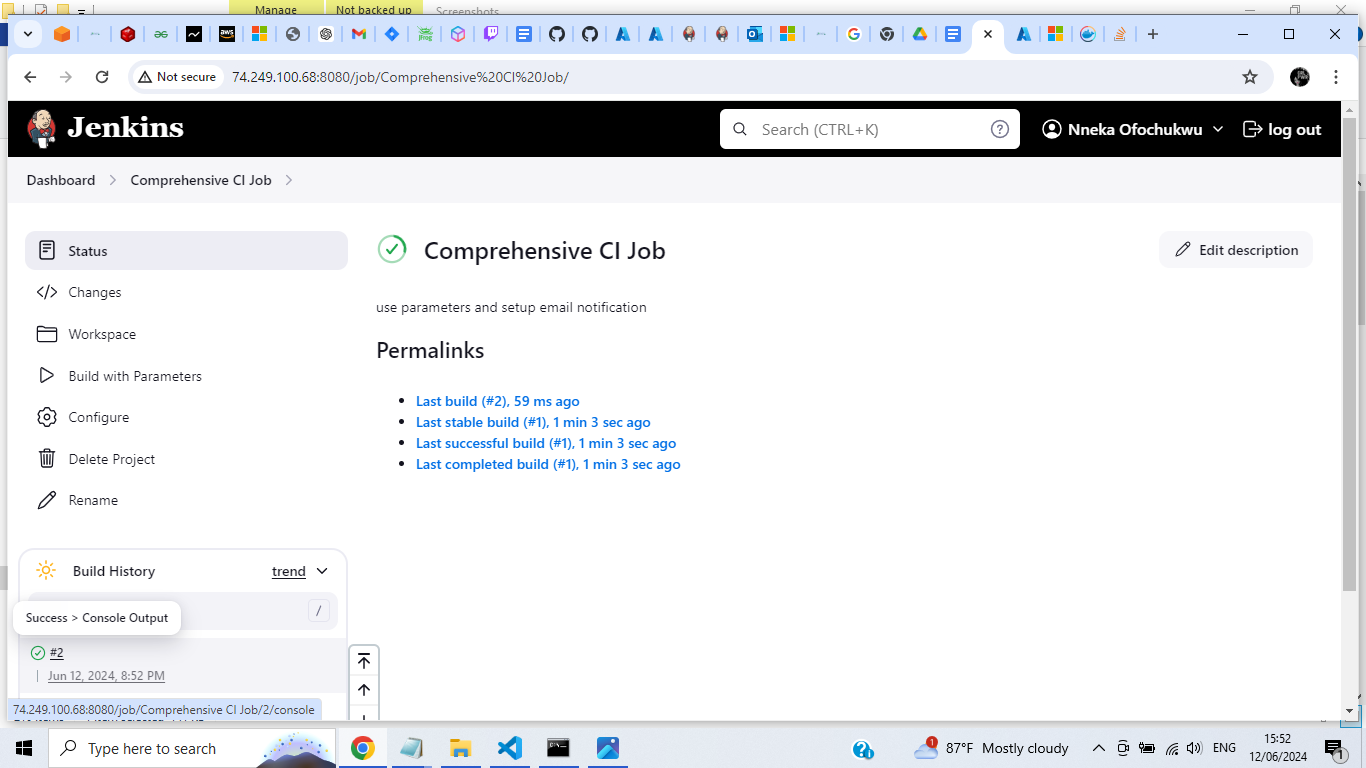 Manage
Not backed up
Screenshots
Not secure
74.249.100.68:8080/job/Comprehensive%20CI%20Job/
Jenkins
Search (CTRL+K)
Nneka Ofochukwu
log out
Dashboard
Comprehensive CI Job
Status
Changes
Workspace
Build with Parameters
Configure
Delete Project
Rename
Comprehensive CI Job
Edit description
use parameters and setup email notification
Permalinks
Last build (#2), 59 ms ago
Last stable build (#1), 1 min 3 sec ago
Last successful build (#1), 1 min 3 sec ago
Last completed build (#1), 1 min 3 sec ago
Build History
trend
/
Success > Console Output
#2
Jun 12, 2024, 8:52 PM
74.249.100.68:8080/job/Comprehensive CI Job/2/console
Type here to search
1
87°F Mostly cloudy
ENG
15:52
12/06/2024
1